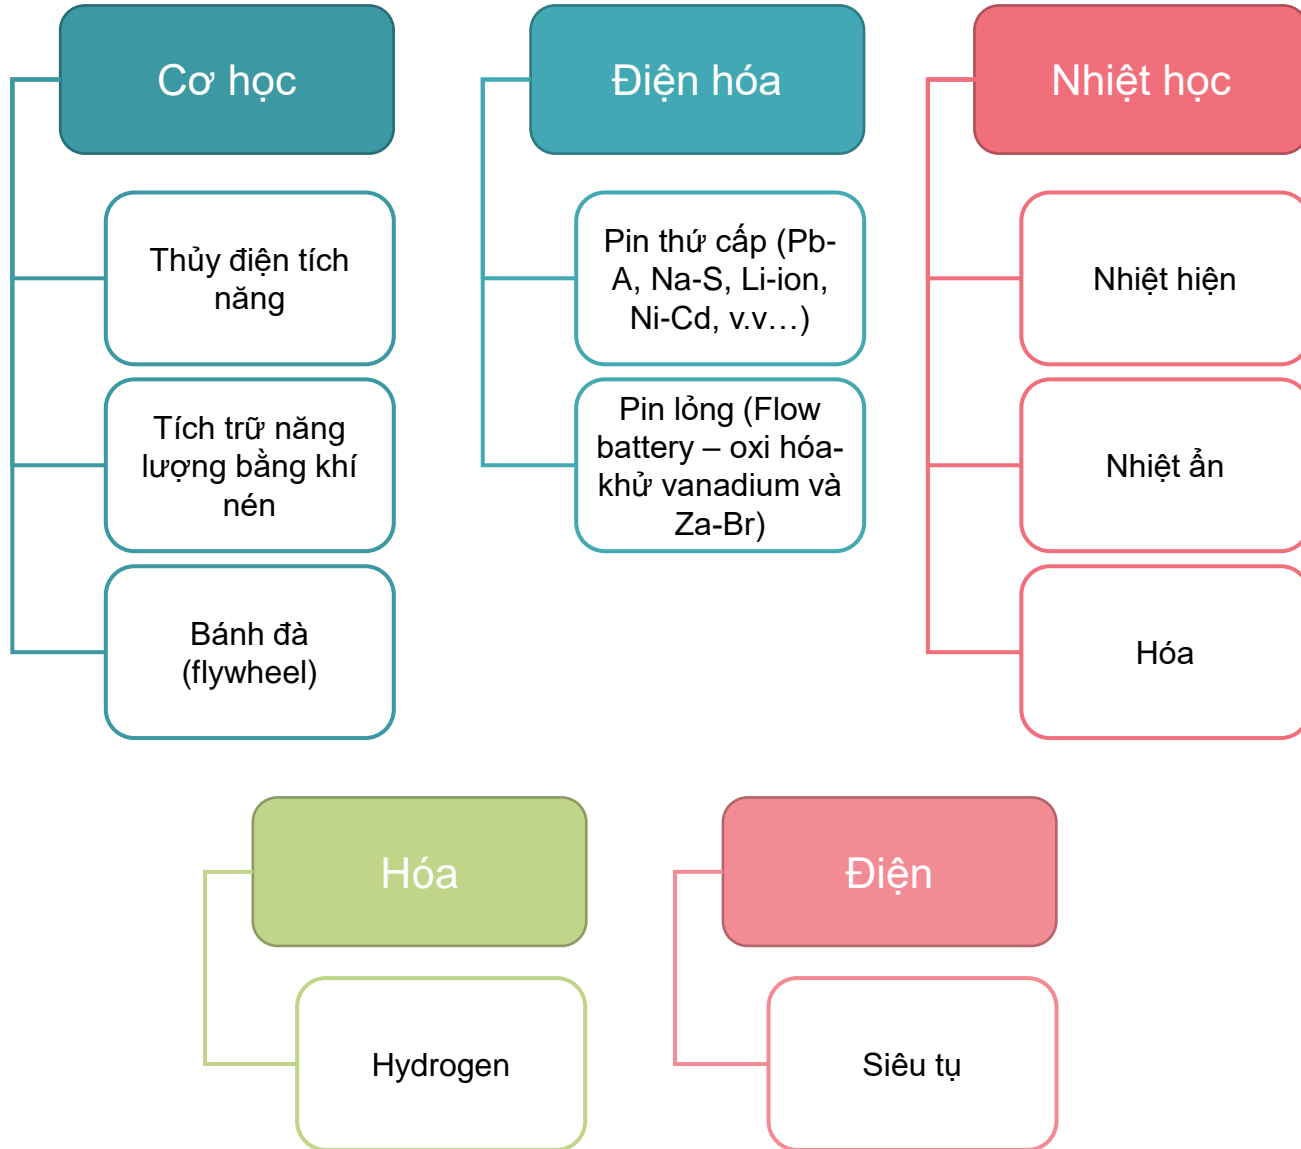 Cơ học
Thủy điện tích
năng
Tích trữ năng
lượng bằng khí
nén
Bánh đà
(flywheel)
Điện hóa
Pin thứ cấp (Pb-
A, Na-S, Li-ion,
Ni-Cd, v.v…)
Pin lỏng (Flow
battery – oxi hóa-
khử vanadium và
Za-Br)
Nhiệt học
Nhiệt hiện
Nhiệt ẩn
Hóa
Hóa
Hydrogen
Điện
Siêu tụ